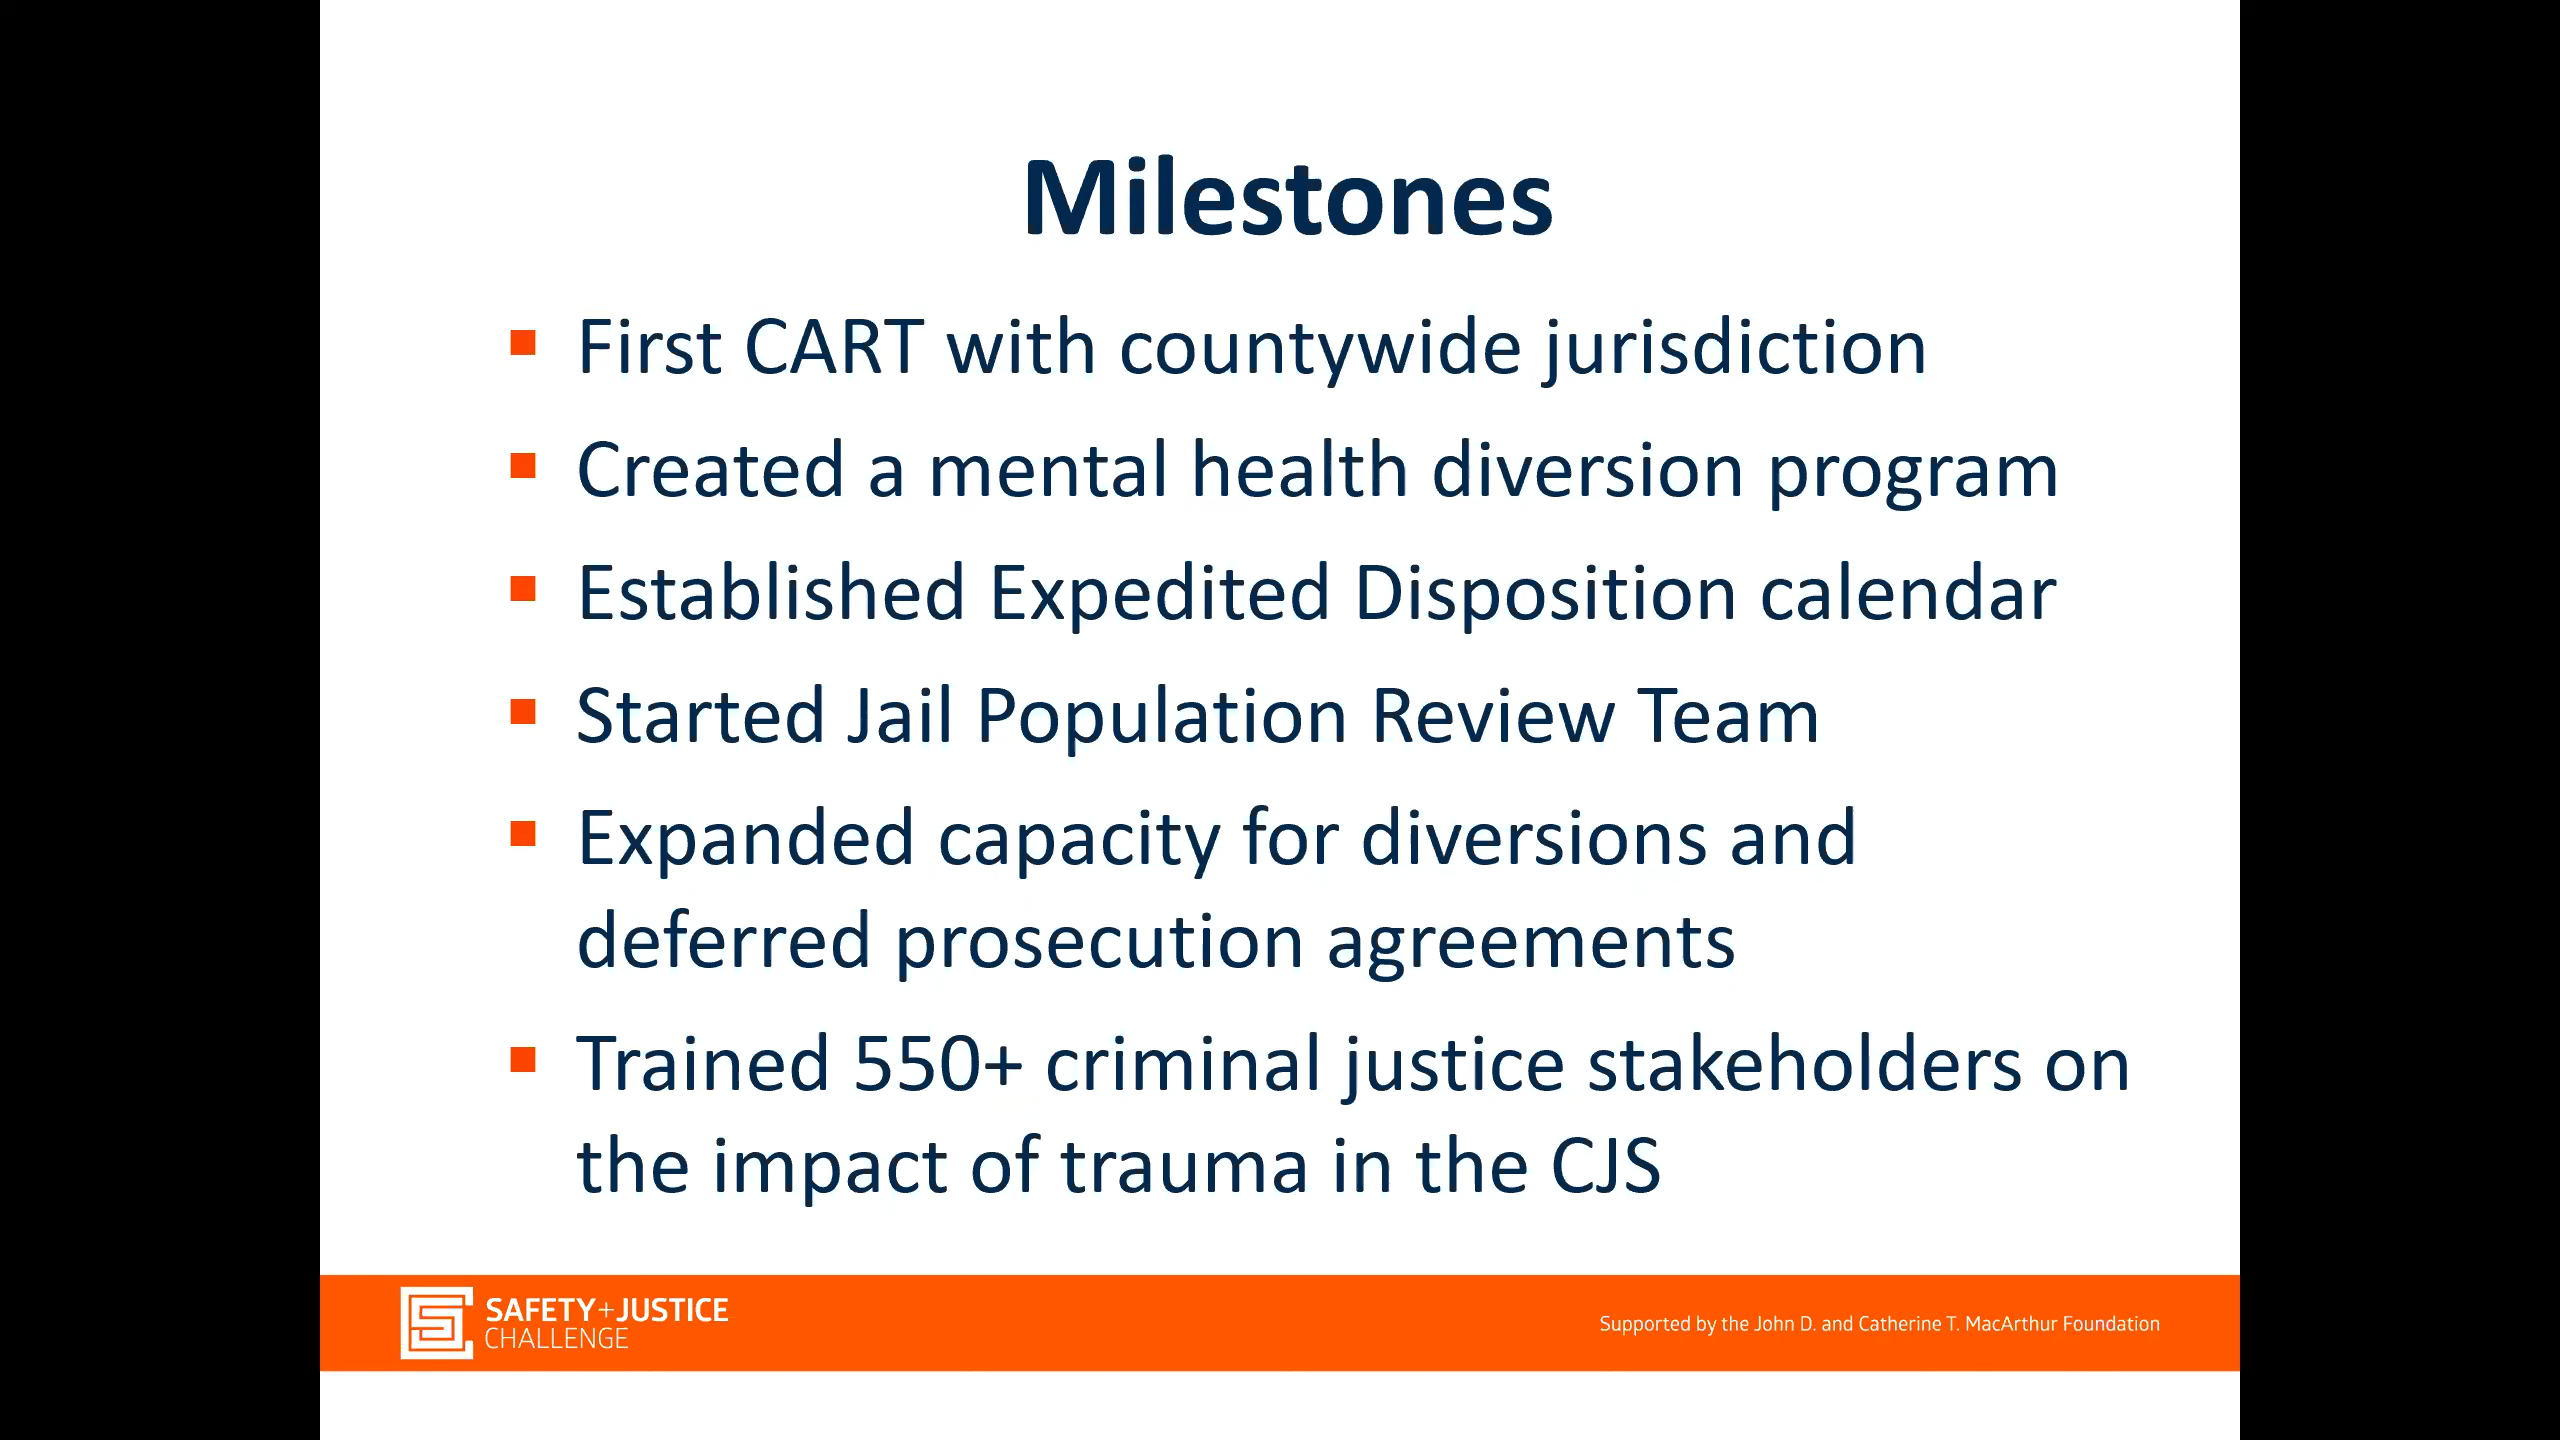 Milestones
First CART with countywide jurisdiction
Created a mental health diversion program
Established Expedited Disposition calendar
Started Jail Population Review Team
Expanded capacity for diversions and
deferred prosecution agreements
Trained 550+ criminal justice stakeholders on
the impact of trauma in the CJS
SAFETY+JUSTICE
CHALLENGE
Supported by the John D. and Catherine T. MacArthur Foundation